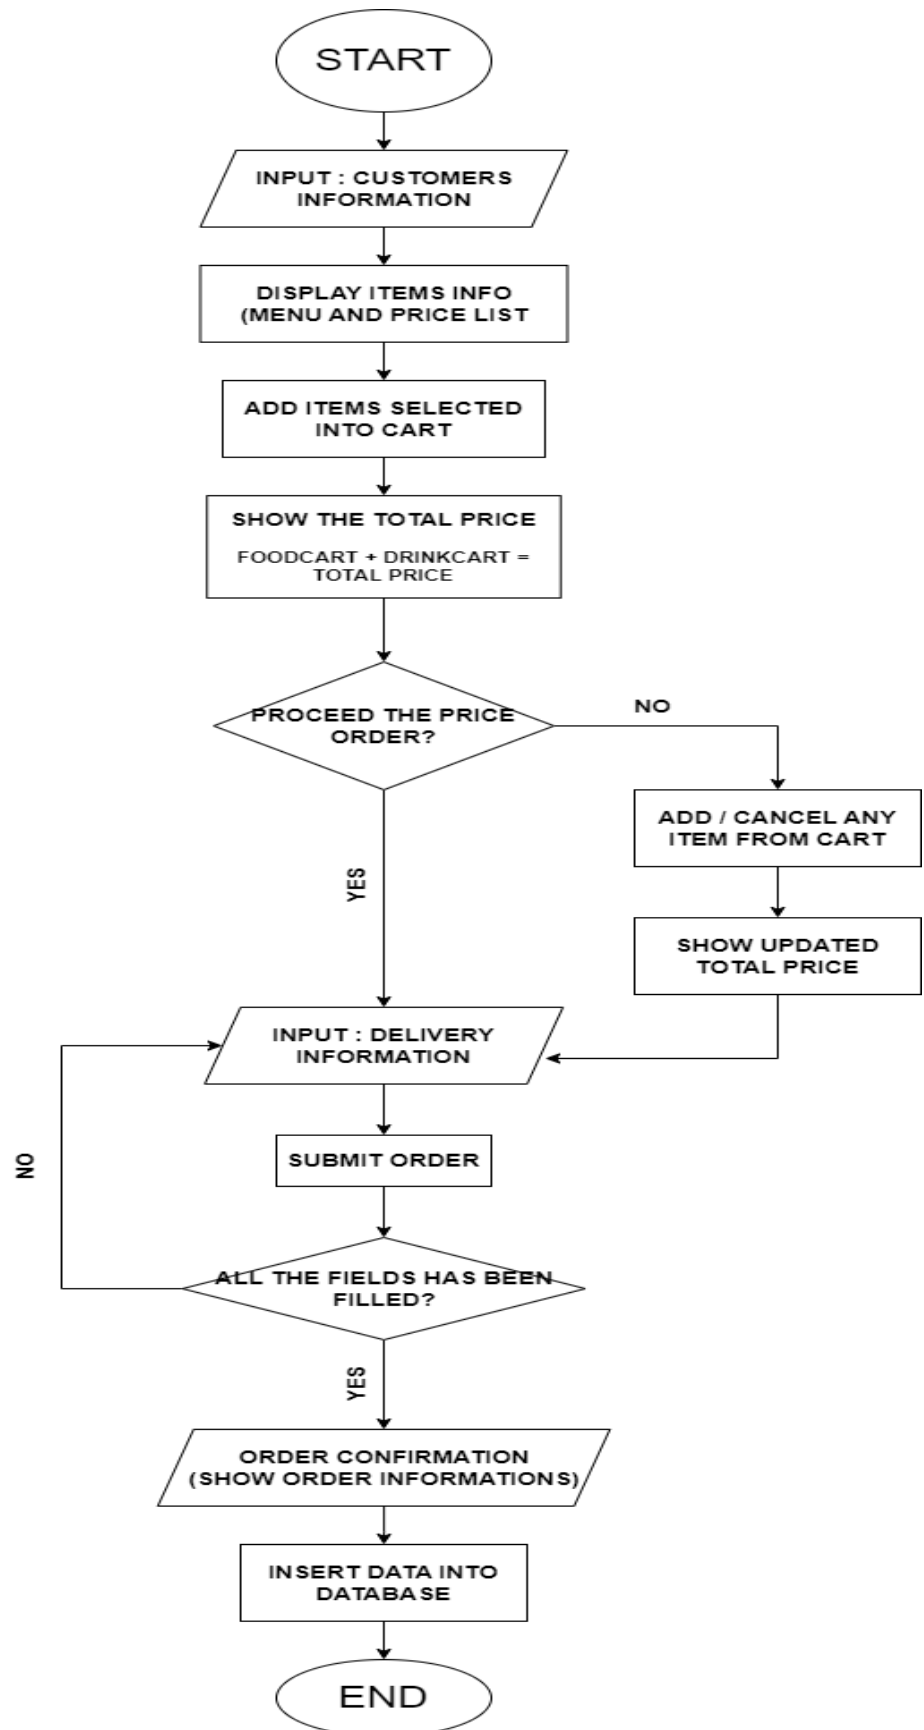 START
INPUT : CUSTOMERS
INFORMATION
DISPLAY ITEMS INFO
(MENU AND PRICE LIST
ADD ITEMS SELECTED
INTO CART
SHOW THE TOTAL PRICE
FOODCART + DRINKCART =
TOTAL PRICE
PROCEED THE PRICE
ORDER?
NO
ADD / CANCEL ANY
ITEM FROM CART
YES
SHOW UPDATED
TOTAL PRICE
INPUT : DELIVERY
INFORMATION
SUBMIT ORDER
NO
ALL THE FIELDS HAS BEEN
FILLED?
YES
ORDER CONFIRMATION
(SHOW ORDER INFORMATIONS)
INSERT DATA INTO
DATABASE
END